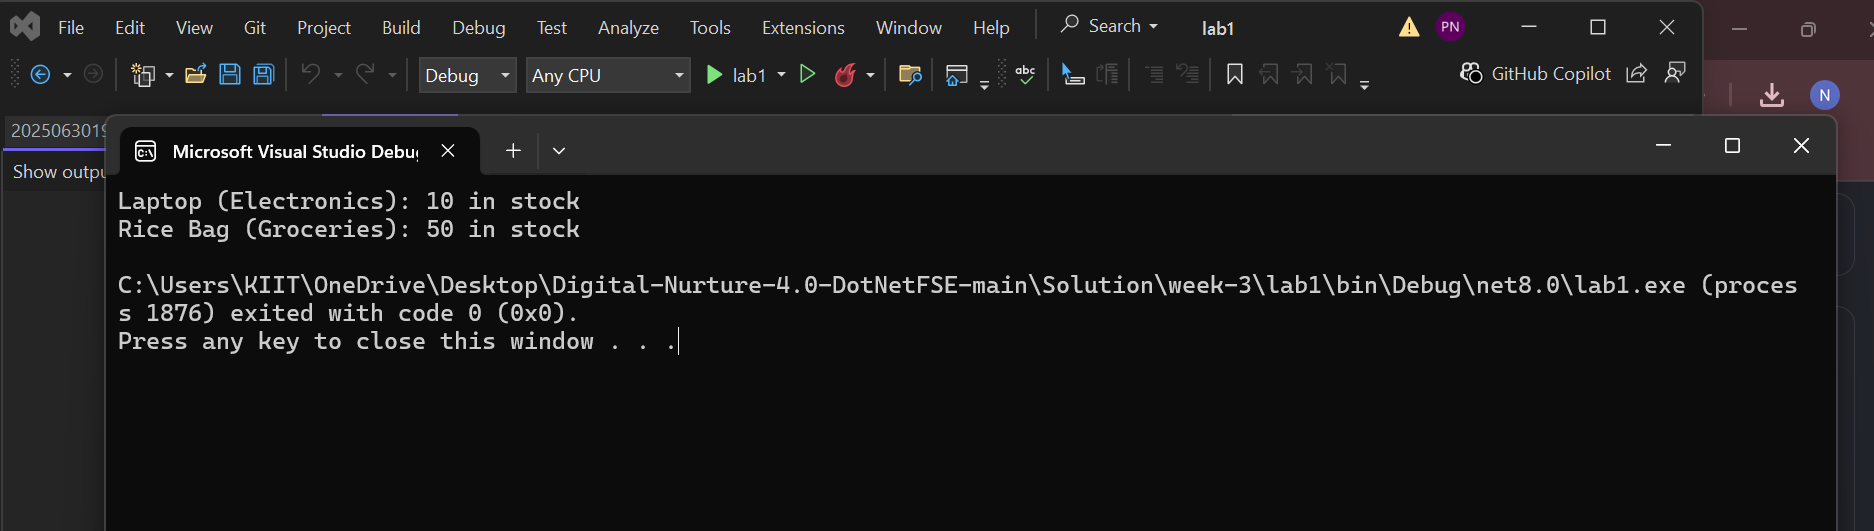 File Edit View Git Project Build Debug Test Analyze Tools Extensions Window Help Search lab1 PN
Debug Any CPU lab1 abc GitHub Copilot N
2025063019
Microsoft Visual Studio Debu
Show outpu
Laptop (Electronics): 10 in stock
Rice Bag (Groceries): 50 in stock
C:\Users\KIIT\OneDrive\Desktop\Digital-Nurture-4.0-DotNetFSE-main\Solution\week-3\lab1\bin\Debug\net8.0\lab1.exe (proces
s 1876) exited with code 0 (0x0).
Press any key to close this window . . .